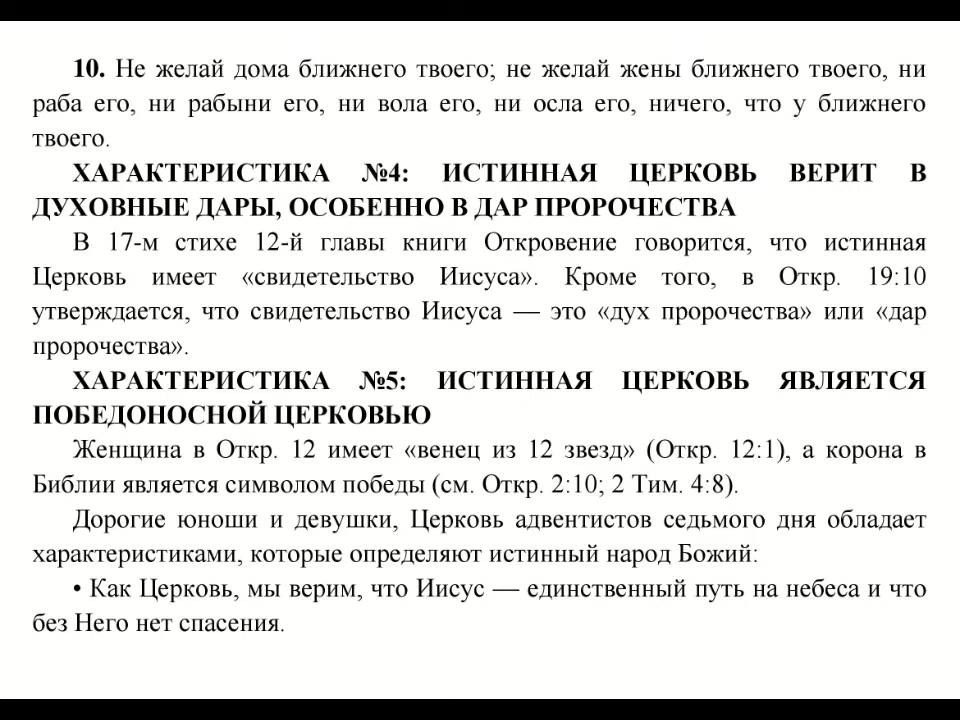 10. Не желай дома ближнего твоего; не желай жены ближнего твоего, ни
раба его, ни рабыни его, ни вола его, ни осла его, ничего, что у ближнего
твоего.
ХАРАКТЕРИСТИКА №4: ИСТИННАЯ ЦЕРКОВЬ ВЕРИТ В
ДУХОВНЫЕ ДАРЫ, ОСОБЕННО В ДАР ПРОРОЧЕСТВА
В 17-м стихе 12-й главы книги Откровение говорится, что истинная
Церковь имеет «свидетельство Иисуса». Кроме того, в Откр. 19:10
утверждается, что свидетельство Иисуса — это «дух пророчества» или «дар
пророчества».
ХАРАКТЕРИСТИКА №5: ИСТИННАЯ ЦЕРКОВЬ ЯВЛЯЕТСЯ
ПОБЕДОНОСНОЙ ЦЕРКОВЬЮ
Женщина в Откр. 12 имеет «венец из 12 звезд» (Откр. 12:1), а корона в
Библии является символом победы (см. Откр. 2:10; 2 Тим. 4:8).
Дорогие юноши и девушки, Церковь адвентистов седьмого дня обладает
характеристиками, которые определяют истинный народ Божий:
• Как Церковь, мы верим, что Иисус — единственный путь на небеса и что
без Него нет спасения.